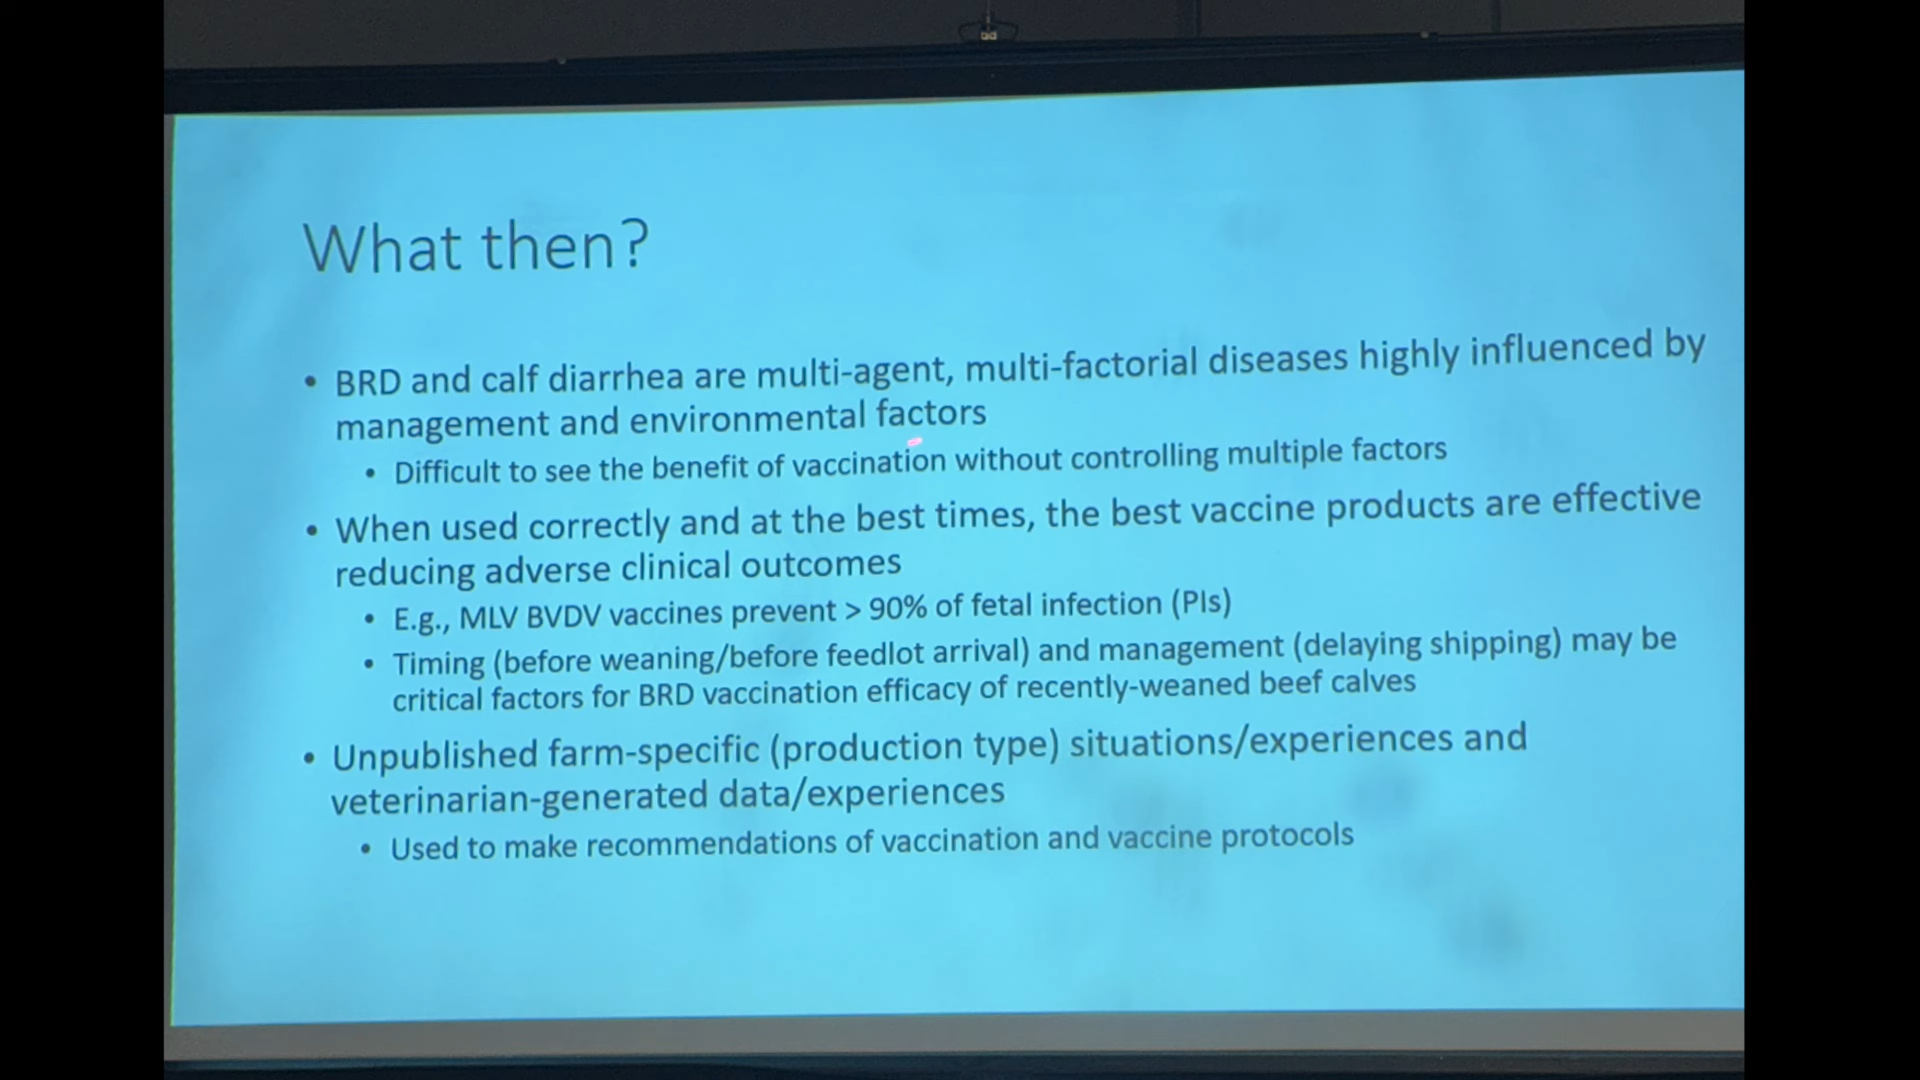 What then?
• BRD and calf diarrhea are multi-agent, multi-factorial diseases highly influenced by
management and environmental factors
• Difficult to see the benefit of vaccination without controlling multiple factors
• When used correctly and at the best times, the best vaccine products are effective
reducing adverse clinical outcomes
• E.g., MLV BVDV vaccines prevent > 90% of fetal infection (PIs)
• Timing (before weaning/before feedlot arrival) and management (delaying shipping) may be
critical factors for BRD vaccination efficacy of recently-weaned beef calves
• Unpublished farm-specific (production type) situations/experiences and
veterinarian-generated data/experiences
• Used to make recommendations of vaccination and vaccine protocols